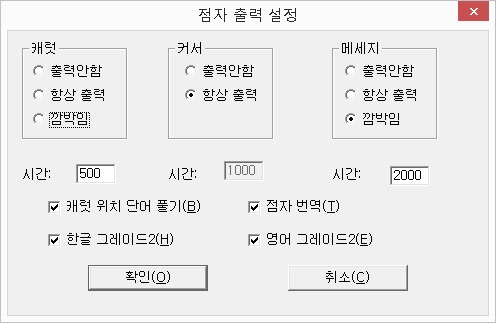 점자 출력 설정
캐럿 커서 메세지
출력안함 출력안함 출력안함
항상 출력 항상 출력 항상 출력
깜박임 깜박임
시간: 500 시간: 1000 시간: 2000
캐럿 위치 단어 풀기(B) 점자 번역(T)
한글 그레이드2(H) 영어 그레이드2(E)
확인(O) 취소(C)